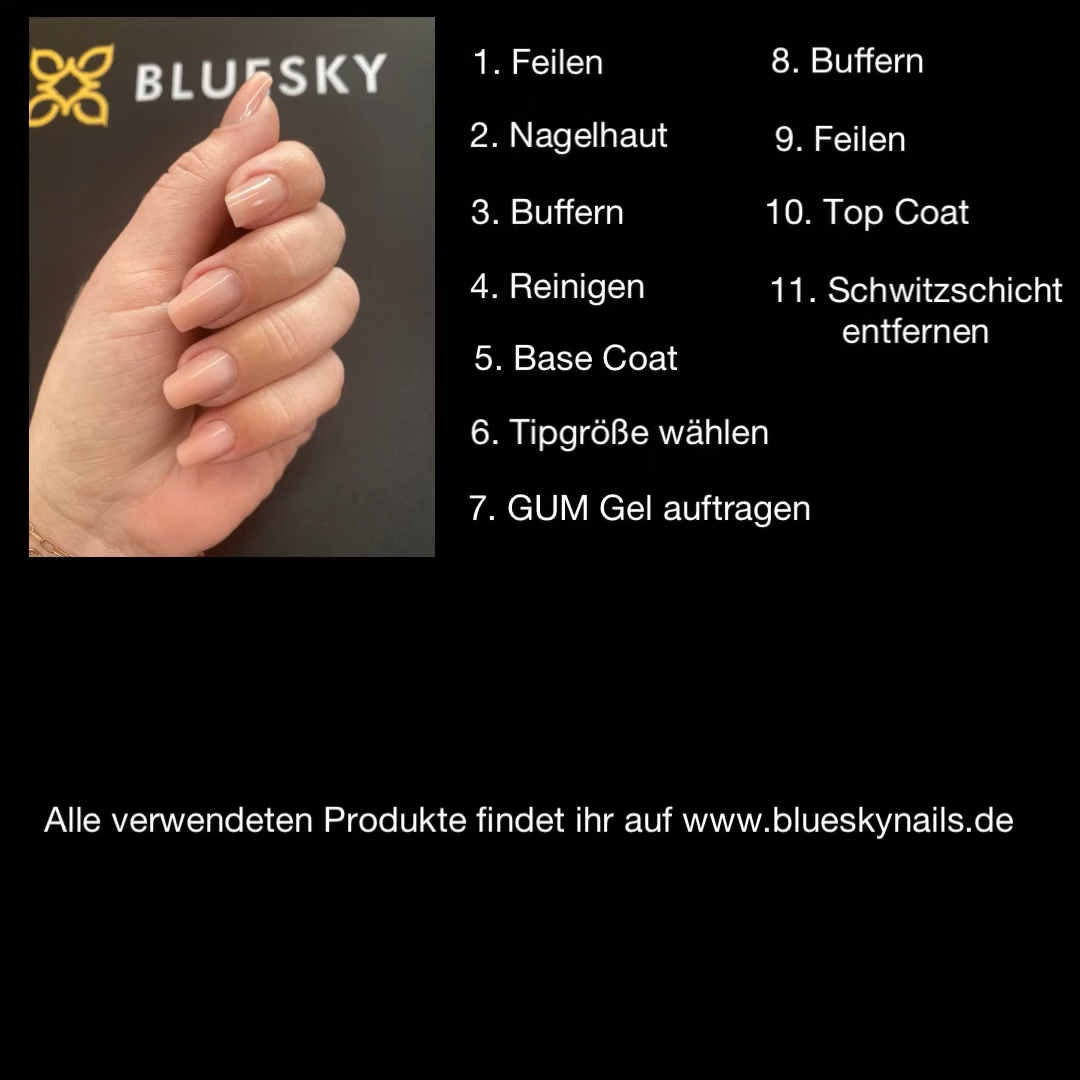 BLUESKY
1. Feilen
2. Nagelhaut
3. Buffern
4. Reinigen
5. Base Coat
6. Tipgröße wählen
7. GUM Gel auftragen
8. Buffern
9. Feilen
10. Top Coat
11. Schwitzschicht
entfernen
Alle verwendeten Produkte findet ihr auf www.blueskynails.de